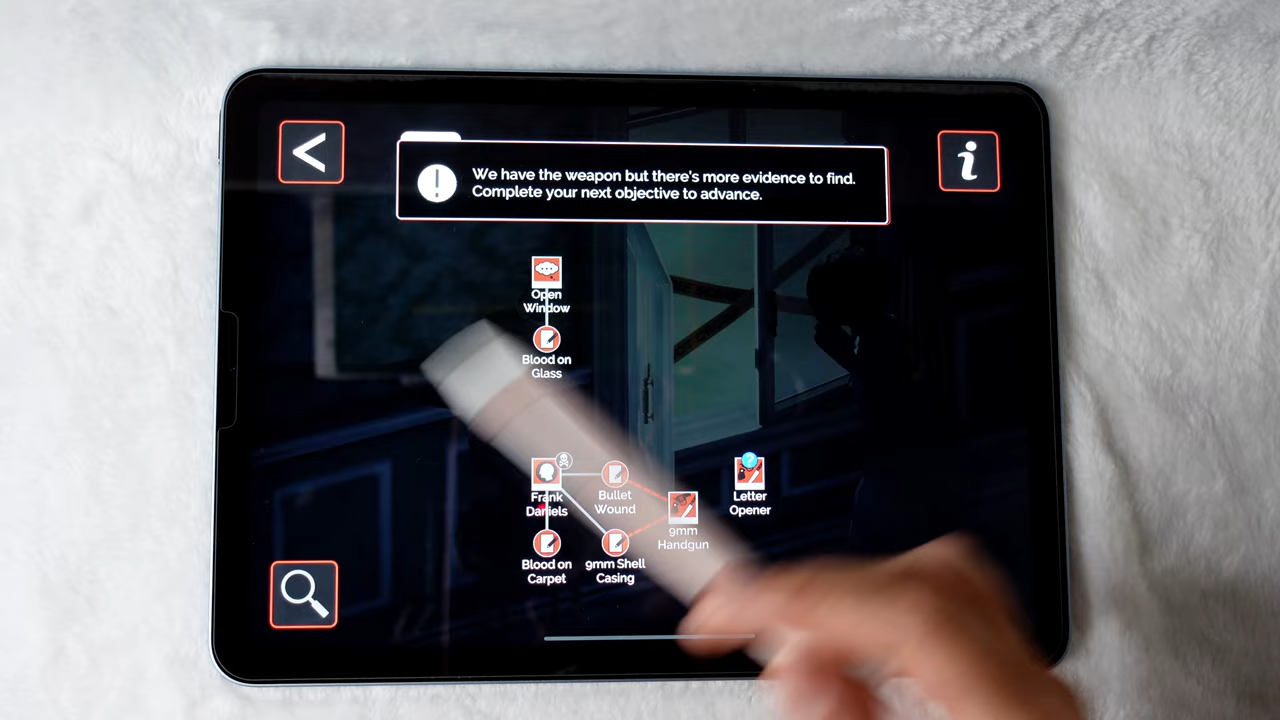 We have the weapon but there's more evidence to find.
Complete your next objective to advance.
Open
Window
Blood on
Glass
Frank
Daniels
Bullet
Wound
9mm
Handgun
Letter
Opener
Blood on
Carpet
9mm Shell
Casing